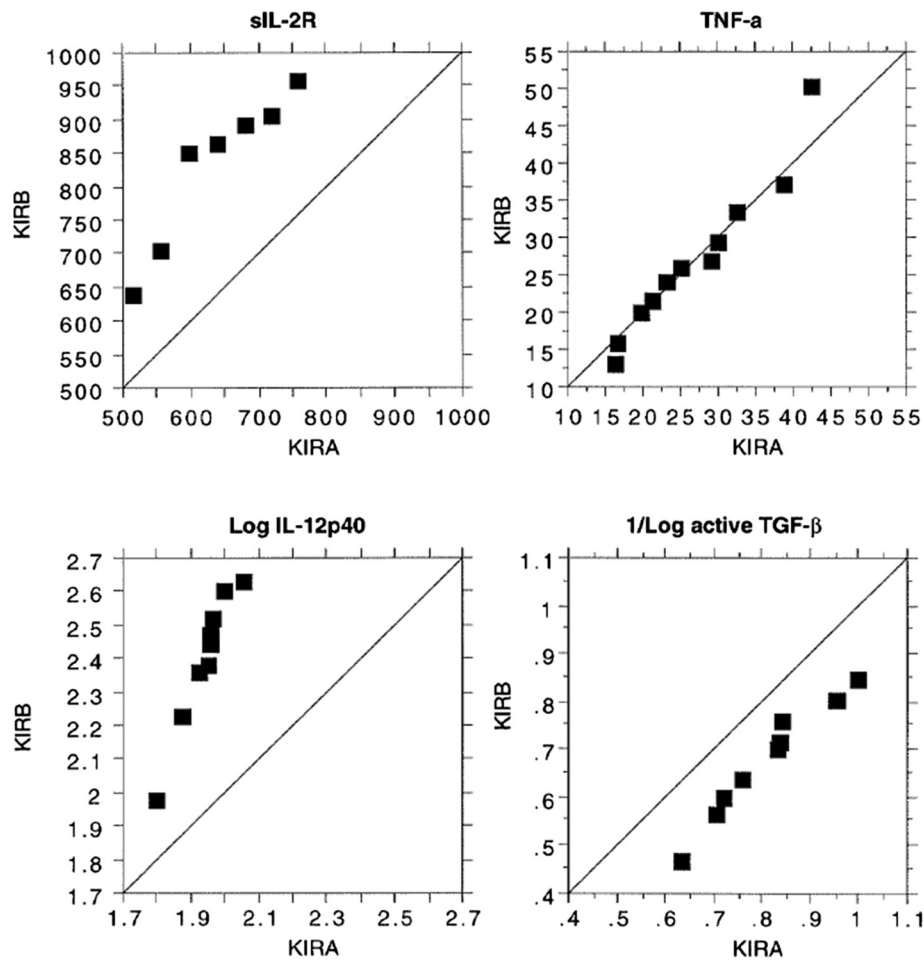 sIL-2R
1000
950
900
850
800
750
700
650
600
550
500
KIRB
500 600 700 800 900 1000
KIRA
TNF-a
55
50
45
40
35
30
25
20
15
10
KIRB
10 15 20 25 30 35 40 45 50 55
KIRA
Log IL-12p40
2.7
2.6
2.5
2.4
2.3
2.2
2.1
2
1.9
1.8
1.7
KIRB
1.7 1.9 2.1 2.3 2.5 2.7
KIRA
1/Log active TGF-β
1.1
1
.9
.8
.7
.6
.5
.4
KIRB
.4 .5 .6 .7 .8 .9 1 1.1
KIRA